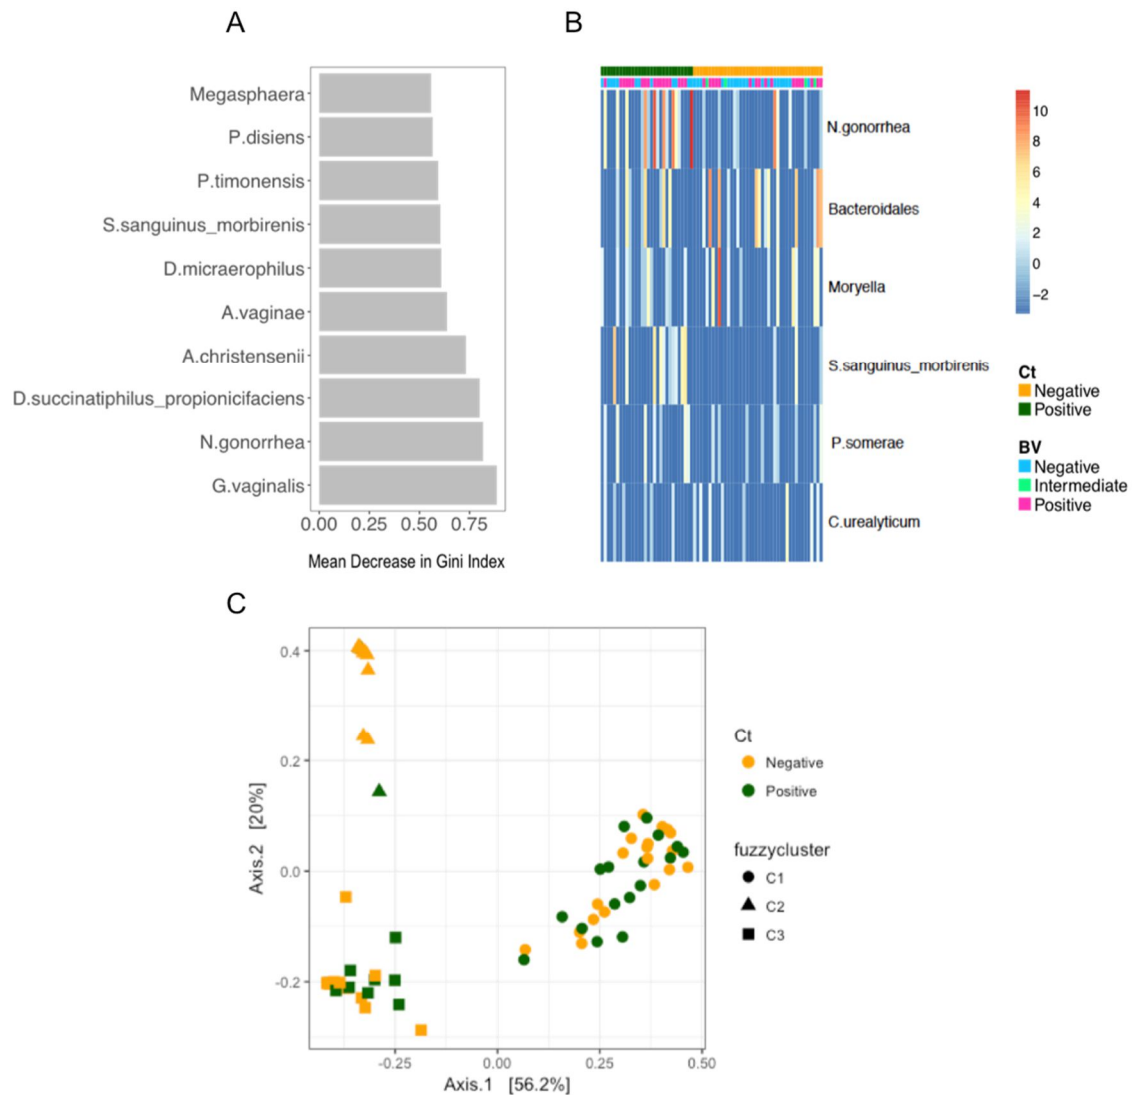 A
Megasphaera
P.disiens
P.timonensis
S.sanguinus_morbirenis
D.micraerophilus
A.vaginae
A.christensenii
D.succinatiphilus_propionicifaciens
N.gonorrhea
G.vaginalis
0.00 0.25 0.50 0.75
Mean Decrease in Gini Index
B
N.gonorrhea
Bacteroidales
Moryella
S.sanguinus_morbirenis
P.somerae
C.urealyticum
10
8
6
4
2
0
−2
Ct
Negative
Positive
BV
Negative
Intermediate
Positive
C
Axis.2 [20%]
0.4
0.2
0.0
-0.2
-0.25 0.00 0.25 0.50
Axis.1 [56.2%]
Ct
Negative
Positive
fuzzycluster
C1
C2
C3